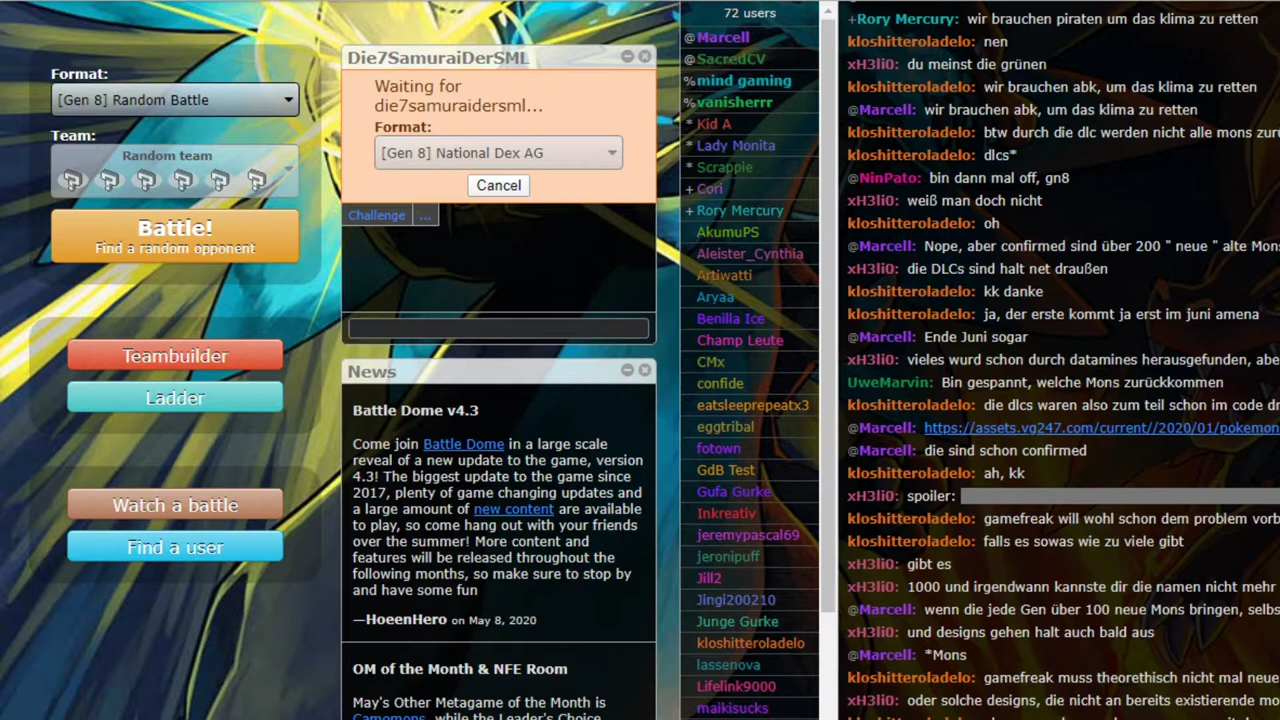 Format:
[Gen 8] Random Battle
Team:
Random team
Battle!
Find a random opponent
Teambuilder
Ladder
Watch a battle
Find a user
Die7SamuraiDerSML
Waiting for
die7samuraidersml...
Format:
[Gen 8] National Dex AG
Cancel
Challenge
...
News
Battle Dome v4.3
Come join Battle Dome in a large scale
reveal of a new update to the game, version
4.3! The biggest update to the game since
2017, plenty of game changing updates and
a large amount of new content are available
to play, so come hang out with your friends
over the summer! More content and
features will be released throughout the
following months, so make sure to stop by
and have some fun
—HoeenHero on May 8, 2020
OM of the Month & NFE Room
May's Other Metagame of the Month is
Camomons, while the Leader's Choice
72 users
@Marcell
@SacredCV
%mind gaming
%vanisherrr
* Kid A
* Lady Monita
* Scrappie
+ Cori
+ Rory Mercury
AkumuPS
Aleister_Cynthia
Artiwatti
Aryaa
Benilla Ice
Champ Leute
CMx
confide
eatsleeprepeatx3
eggtribal
fotown
GdB Test
Gufa Gurke
Inkreativ
jeremypascal69
jeronipuff
Jill2
Jingi200210
Junge Gurke
kloshitteroladelo
lassenova
Lifelink9000
maikisucks
+Rory Mercury: wir brauchen piraten um das klima zu retten
kloshitteroladelo: nen
xH3li0: du meinst die grünen
kloshitteroladelo: wir brauchen abk, um das klima zu retten
@Marcell: wir brauchen abk, um das klima zu retten
kloshitteroladelo: btw durch die dlc werden nicht alle mons zurü
kloshitteroladelo: dlcs*
@NinPato: bin dann mal off, gn8
xH3li0: weiß man doch nicht
kloshitteroladelo: oh
@Marcell: Nope, aber confirmed sind über 200 " neue " alte Mons
xH3li0: die DLCs sind halt net draußen
kloshitteroladelo: kk danke
kloshitteroladelo: ja, der erste kommt ja erst im juni amena
@Marcell: Ende Juni sogar
xH3li0: vieles wurd schon durch datamines herausgefunden, abe
UweMarvin: Bin gespannt, welche Mons zurückkommen
kloshitteroladelo: die dlcs waren also zum teil schon im code dr
@Marcell: https://assets.vg247.com/current//2020/01/pokemon
@Marcell: die sind schon confirmed
kloshitteroladelo: ah, kk
xH3li0: spoiler:
kloshitteroladelo: gamefreak will wohl schon dem problem vorb
kloshitteroladelo: falls es sowas wie zu viele gibt
xH3li0: gibt es
xH3li0: 1000 und irgendwann kannste dir die namen nicht mehr
@Marcell: wenn die jede Gen über 100 neue Mons bringen, selbs
xH3li0: und designs gehen halt auch bald aus
@Marcell: *Mons
kloshitteroladelo: gamefreak muss theorethisch nicht mal neue
xH3li0: oder solche designs, die nicht an bereits existierende mo